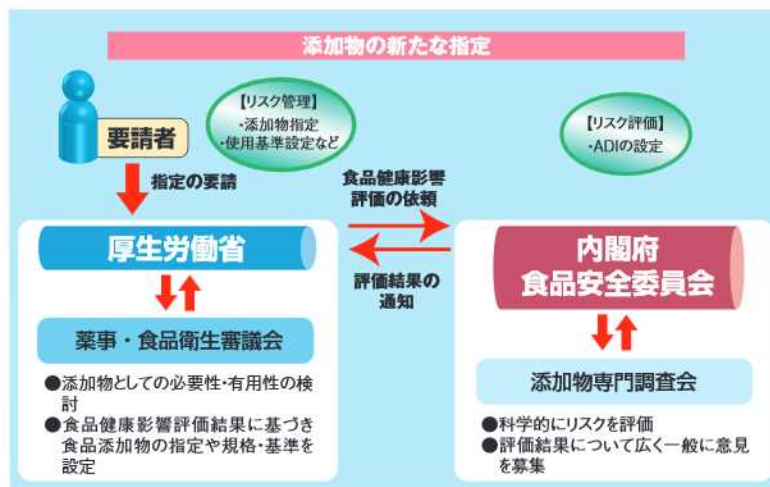 添加物の新たな指定
要請者
【リスク管理】
・添加物指定
・使用基準設定など
【リスク評価】
・ADIの設定
指定の要請
食品健康影響
評価の依頼
厚生労働省
評価結果の
通知
内閣府
食品安全委員会
薬事・食品衛生審議会
●添加物としての必要性・有用性の検
討
●食品健康影響評価結果に基づき
食品添加物の指定や規格・基準を
設定
添加物専門調査会
●科学的にリスクを評価
●評価結果について広く一般に意見
を募集